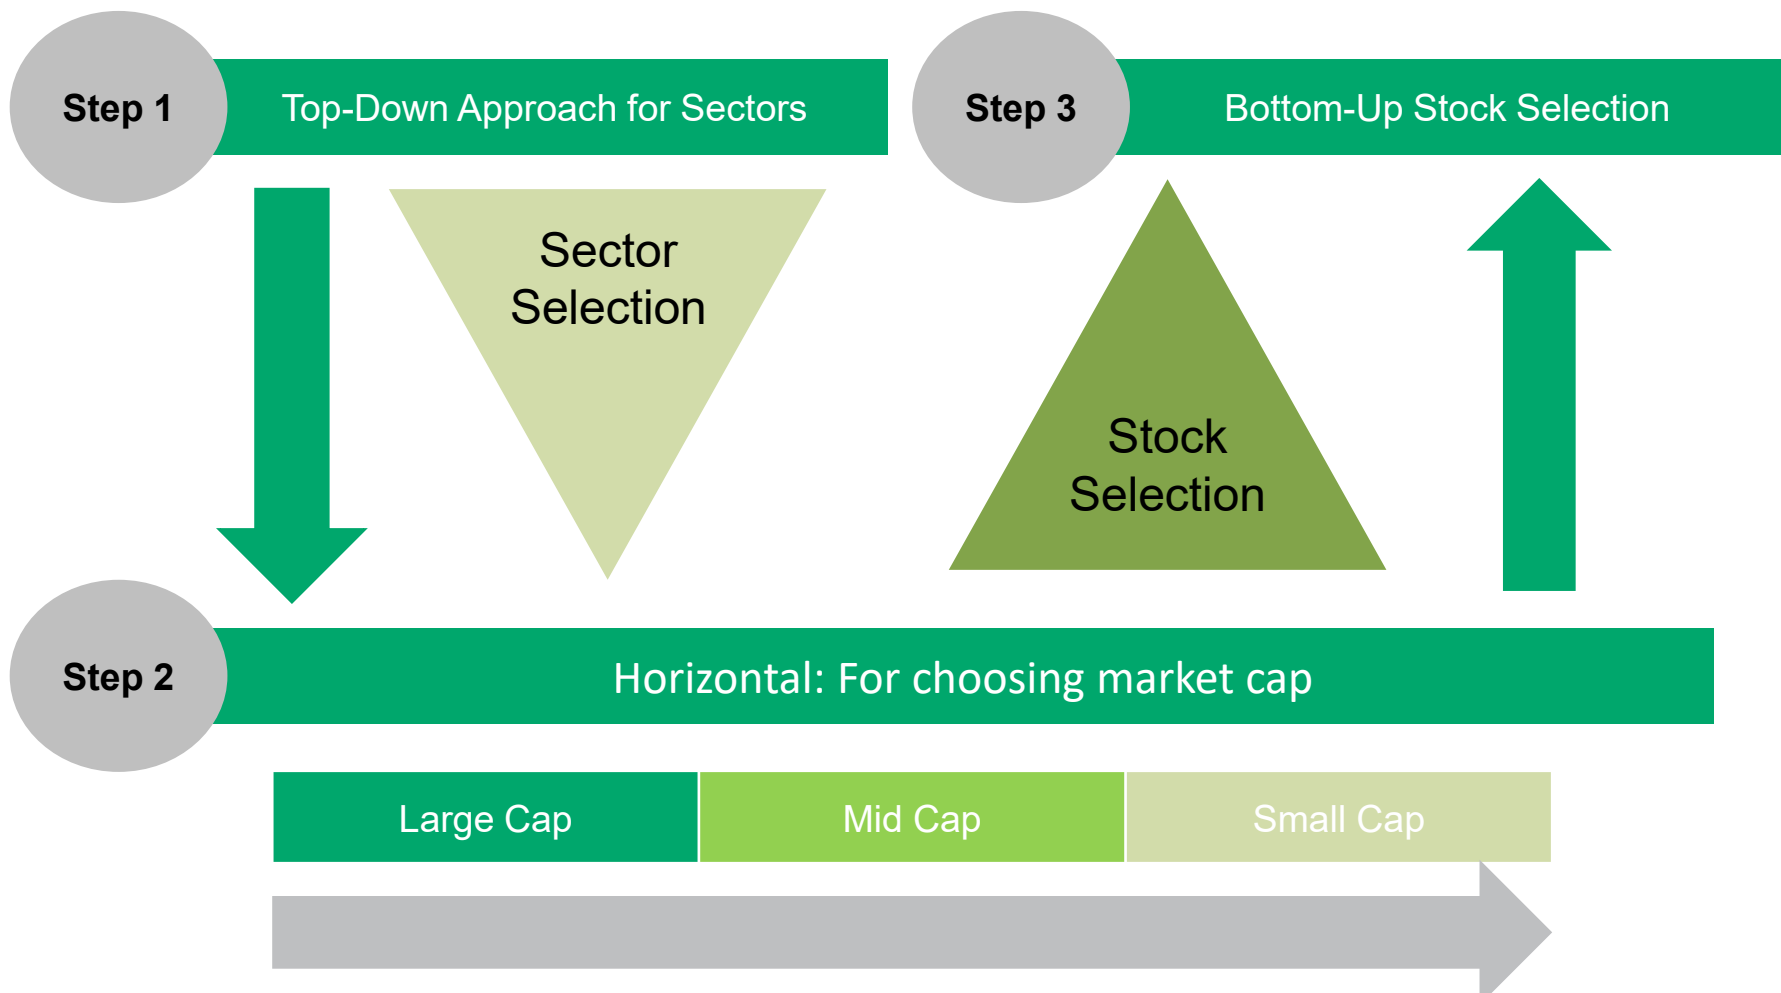 Step 1
Top-Down Approach for Sectors
Sector
Selection
Step 3
Bottom-Up Stock Selection
Stock
Selection
Step 2
Horizontal: For choosing market cap
Large Cap
Mid Cap
Small Cap